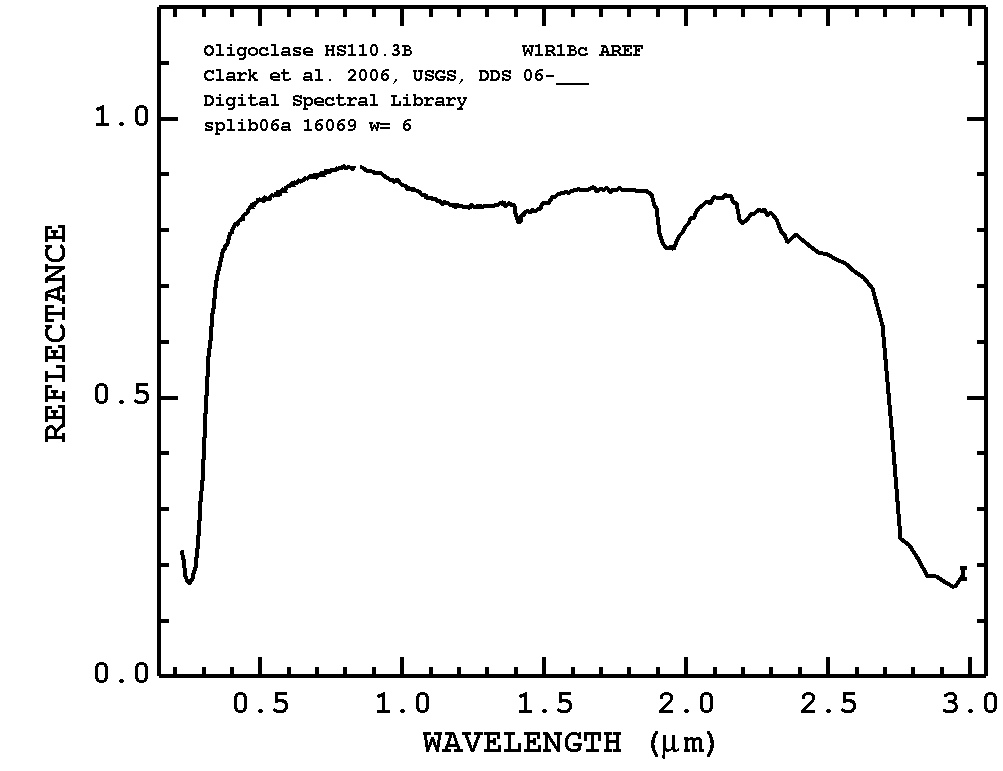 Oligoclase HS110.3B W1R1Bc AREF
Clark et al. 2006, USGS, DDS 06-___
Digital Spectral Library
splib06a 16069 w= 6
1.0
0.5
0.0
REFLECTANCE
0.5 1.0 1.5 2.0 2.5 3.0
WAVELENGTH (μm)